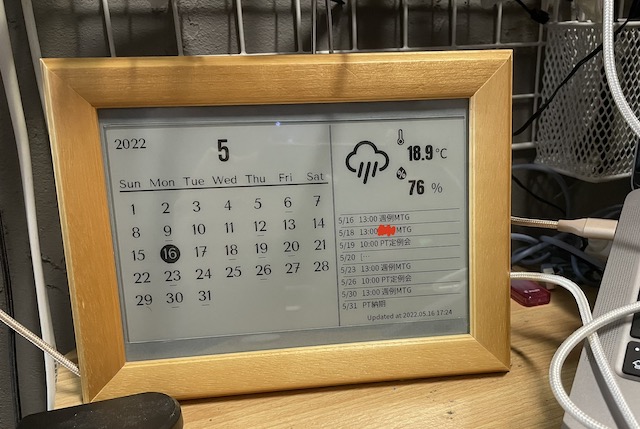 2022 5
Sun Mon Tue Wed Thu Fri Sat
1 2 3 4 5 6 7
8 9 10 11 12 13 14
15 16 17 18 19 20 21
22 23 24 25 26 27 28
29 30 31
18.9°C
76 %
5/16 13:00 週例MTG
5/18 13:00 MTG
5/19 10:00 PT定例会
5/20
5/23 13:00 週例MTG
5/26 10:00 PT定例会
5/30 13:00 週例MTG
5/31 PT納期
Updated at 2022.05.16 17:24